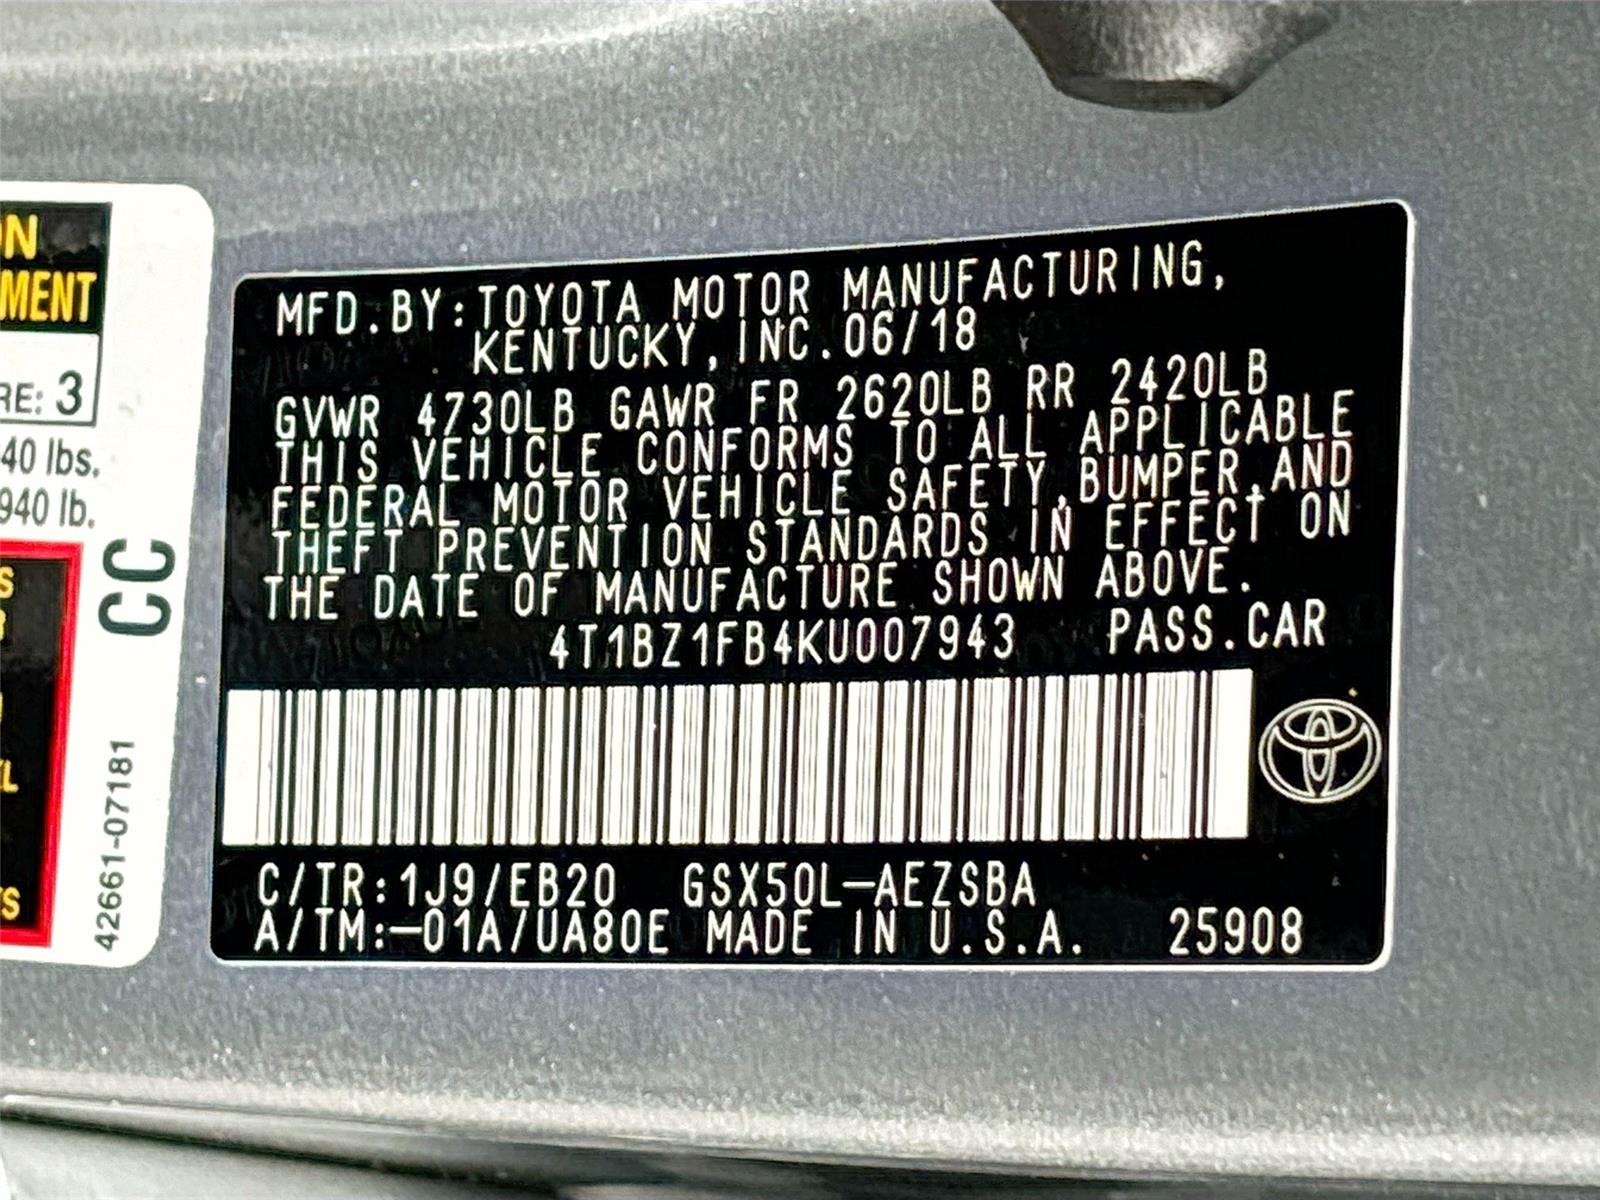 ON
MENT
RE: 3
40 lbs.
940 lb.
CC
42661-07181
MFD.BY:TOYOTA MOTOR MANUFACTURING,
KENTUCKY,INC.06/18
GVWR 4730LB GAWR FR 2620LB RR 2420LB
THIS VEHICLE CONFORMS TO ALL APPLICABLE
FEDERAL MOTOR VEHICLE SAFETY,BUMPER,AND
THEFT PREVENTION STANDARDS IN EFFECT ON
THE DATE OF MANUFACTURE SHOWN ABOVE.
4T1BZ1FB4KU007943 PASS.CAR
C/TR:1J9/EB20 GSX50L-AEZSBA
A/TM:-01A/UA80E MADE IN U.S.A. 25908